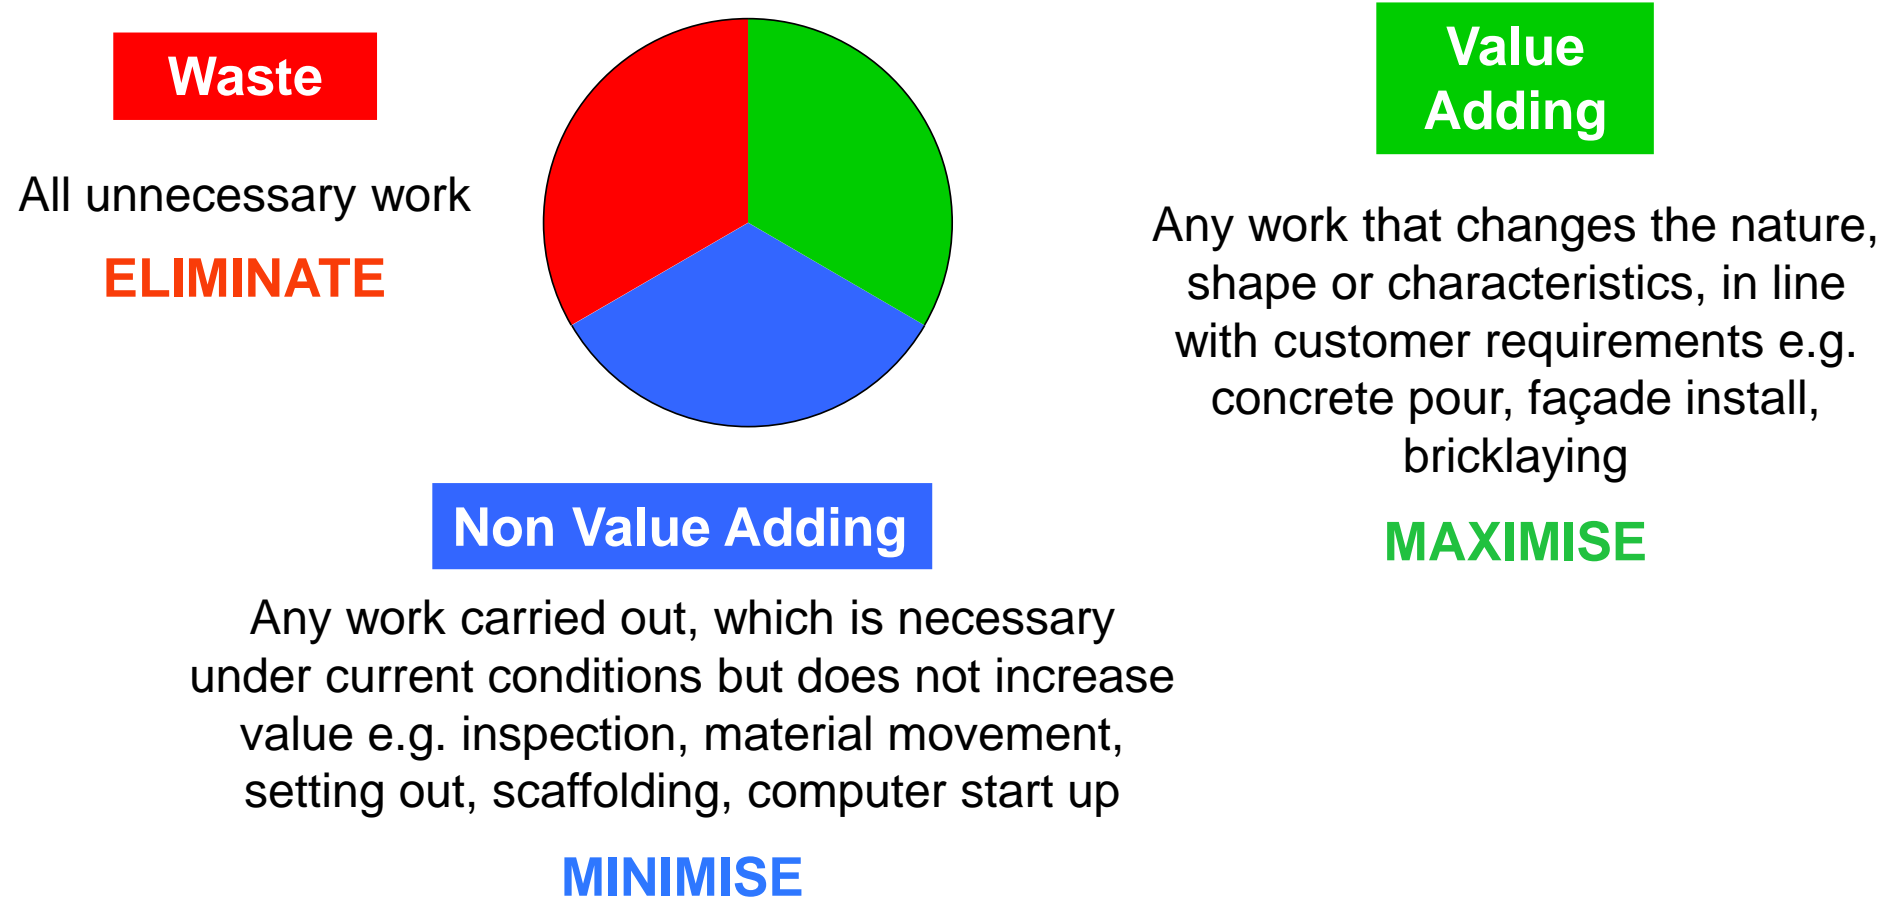 Waste
All unnecessary work
ELIMINATE
Value
Adding
Any work that changes the nature,
shape or characteristics, in line
with customer requirements e.g.
concrete pour, façade install,
bricklaying
MAXIMISE
Non Value Adding
Any work carried out, which is necessary
under current conditions but does not increase
value e.g. inspection, material movement,
setting out, scaffolding, computer start up
MINIMISE